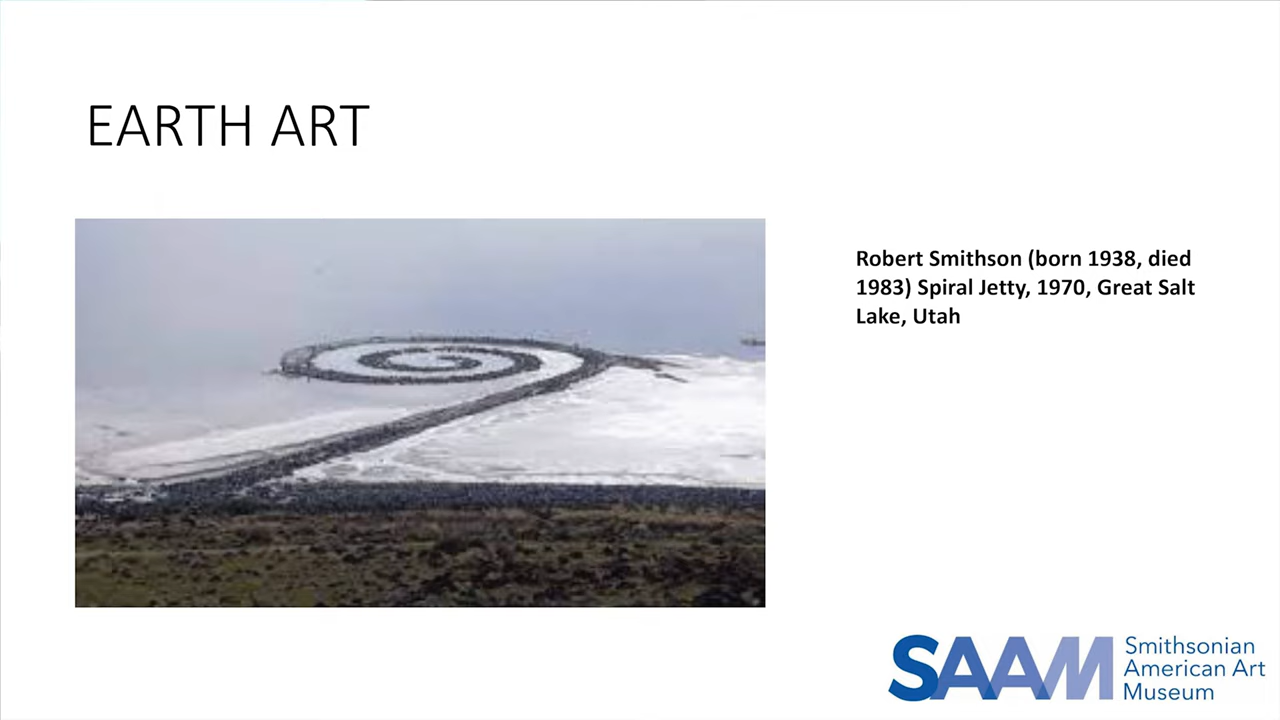 EARTH ART
Robert Smithson (born 1938, died
1983) Spiral Jetty, 1970, Great Salt
Lake, Utah
SAAM
Smithsonian
American Art
Museum